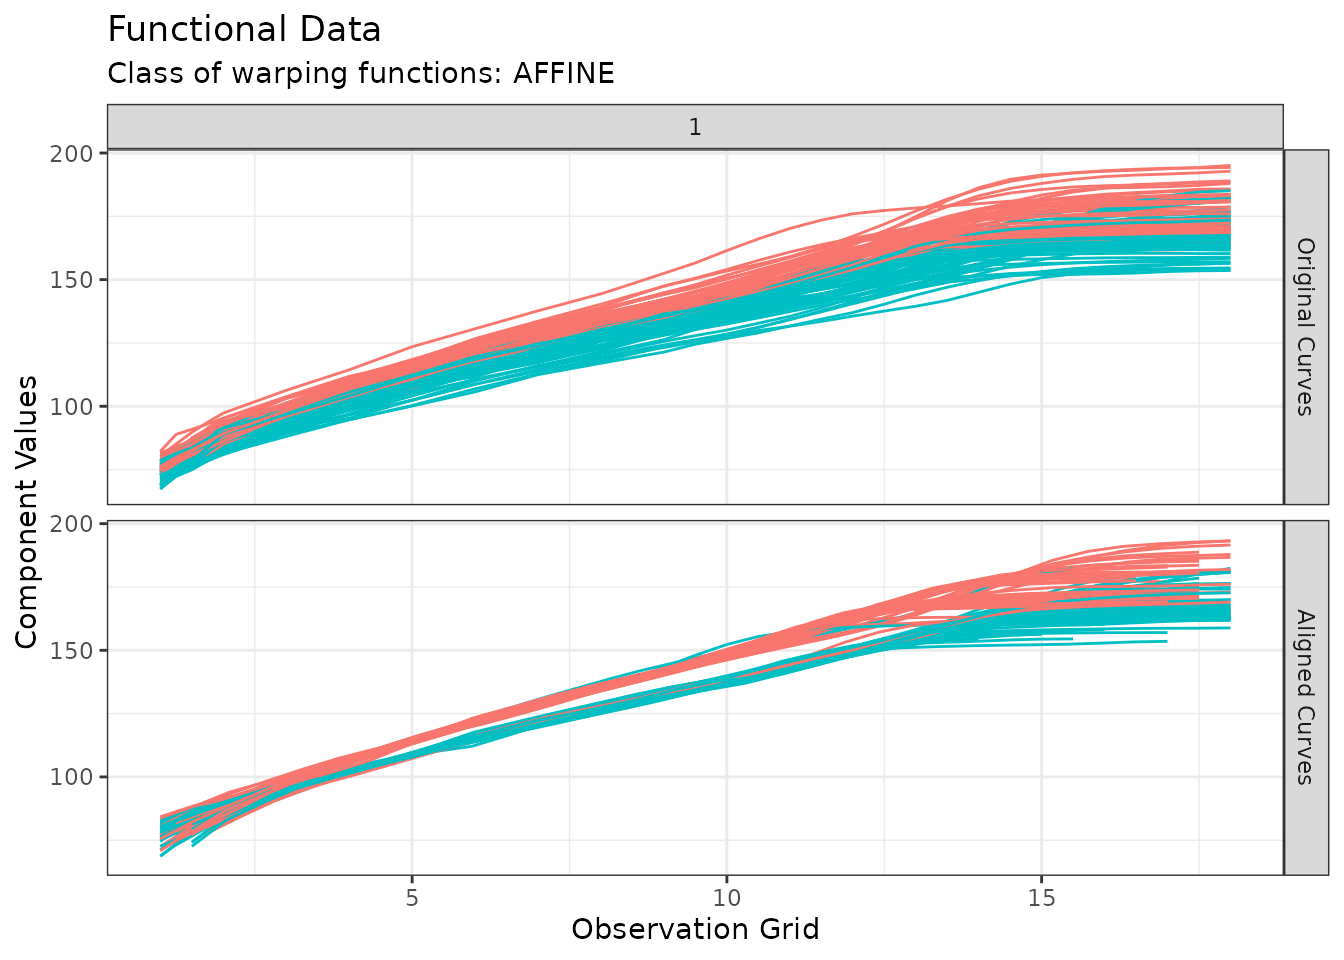 Functional Data
Class of warping functions: AFFINE
1
200
150
100
Original Curves
Component Values
200
150
100
Aligned Curves
5
10
15
Observation Grid